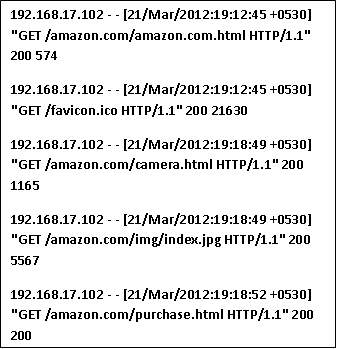 192.168.17.102 - - [21/Mar/2012:19:12:45 +0530]
"GET /amazon.com/amazon.com.html HTTP/1.1"
200 574
192.168.17.102 - - [21/Mar/2012:19:12:45 +0530]
"GET /favicon.ico HTTP/1.1" 200 21630
192.168.17.102 - - [21/Mar/2012:19:18:49 +0530]
"GET /amazon.com/camera.html HTTP/1.1" 200
1165
192.168.17.102 - - [21/Mar/2012:19:18:49 +0530]
"GET /amazon.com/img/index.jpg HTTP/1.1" 200
5567
192.168.17.102 - - [21/Mar/2012:19:18:52 +0530]
"GET /amazon.com/purchase.html HTTP/1.1" 200
200